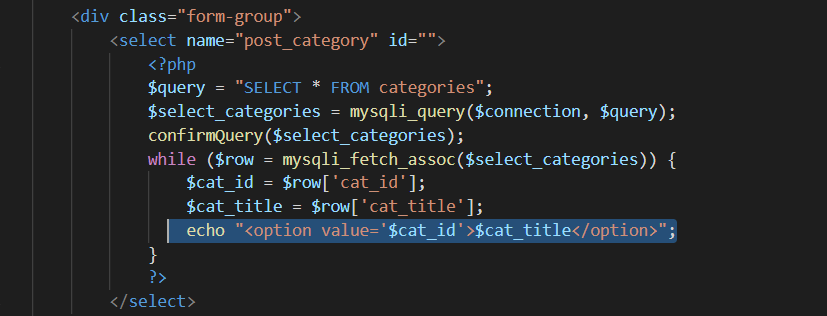 <div class="form-group">
<select name="post_category" id="">
<?php
$query = "SELECT * FROM categories";
$select_categories = mysqli_query($connection, $query);
confirmQuery($select_categories);
while ($row = mysqli_fetch_assoc($select_categories)) {
$cat_id = $row['cat_id'];
$cat_title = $row['cat_title'];
echo "<option value='$cat_id'>$cat_title</option>";
}
?>
</select>